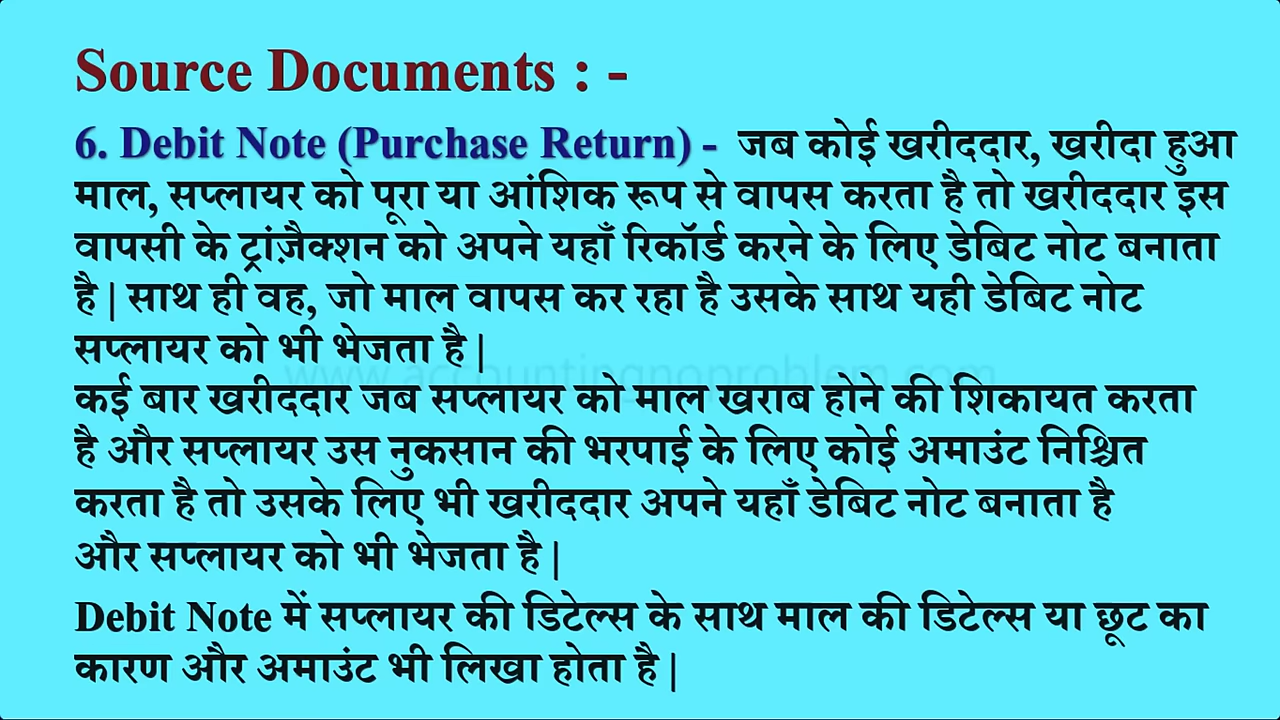 Source Documents : -
6. Debit Note (Purchase Return) - जब कोई खरीददार, खरीदा हुआ
माल, सप्लायर को पूरा या आंशिक रूप से वापस करता है तो खरीददार इस
वापसी के ट्रांज़ैक्शन को अपने यहाँ रिकॉर्ड करने के लिए डेबिट नोट बनाता
है | साथ ही वह, जो माल वापस कर रहा है उसके साथ यही डेबिट नोट
सप्लायर को भी भेजता है |
www.accountingnoproblem.com
कई बार खरीददार जब सप्लायर को माल खराब होने की शिकायत करता
है और सप्लायर उस नुकसान की भरपाई के लिए कोई अमाउंट निश्चित
करता है तो उसके लिए भी खरीददार अपने यहाँ डेबिट नोट बनाता है
और सप्लायर को भी भेजता है |
Debit Note में सप्लायर की डिटेल्स के साथ माल की डिटेल्स या छूट का
कारण और अमाउंट भी लिखा होता है |